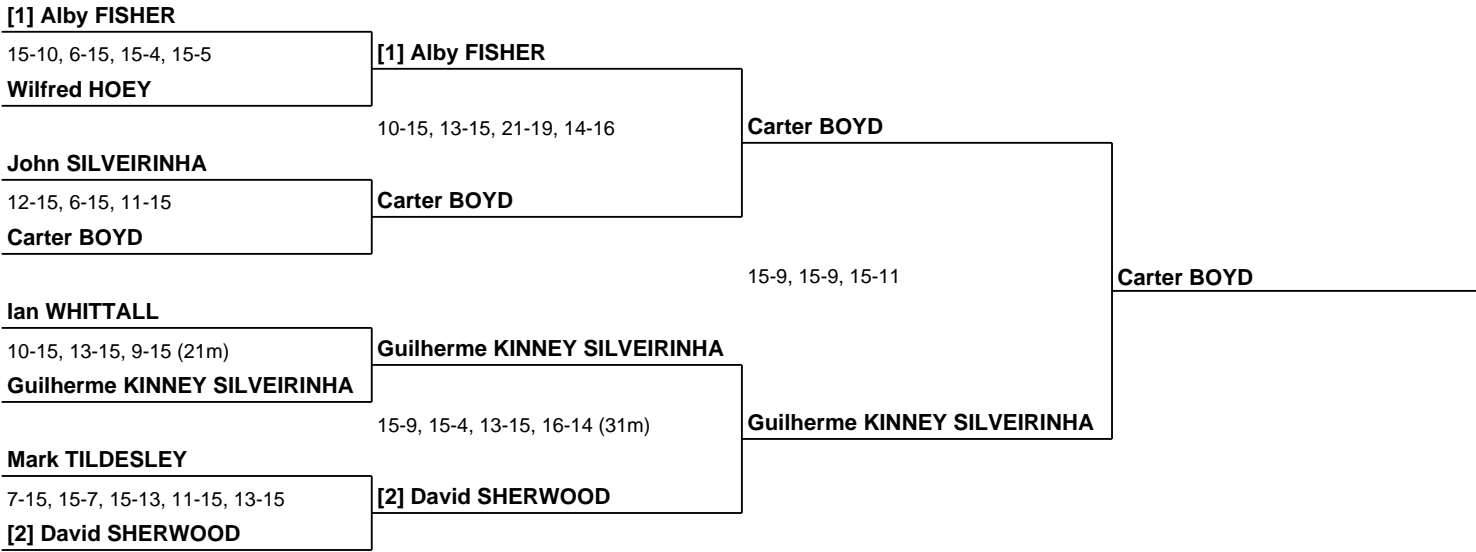 [1] Alby FISHER
15-10, 6-15, 15-4, 15-5
Wilfred HOEY
John SILVEIRINHA
12-15, 6-15, 11-15
Carter BOYD
Ian WHITTALL
10-15, 13-15, 9-15 (21m)
Guilherme KINNEY SILVEIRINHA
Mark TILDESLEY
7-15, 15-7, 15-13, 11-15, 13-15
[2] David SHERWOOD
[1] Alby FISHER
10-15, 13-15, 21-19, 14-16
Carter BOYD
Guilherme KINNEY SILVEIRINHA
15-9, 15-4, 13-15, 16-14 (31m)
[2] David SHERWOOD
Carter BOYD
15-9, 15-9, 15-11
Guilherme KINNEY SILVEIRINHA
Carter BOYD